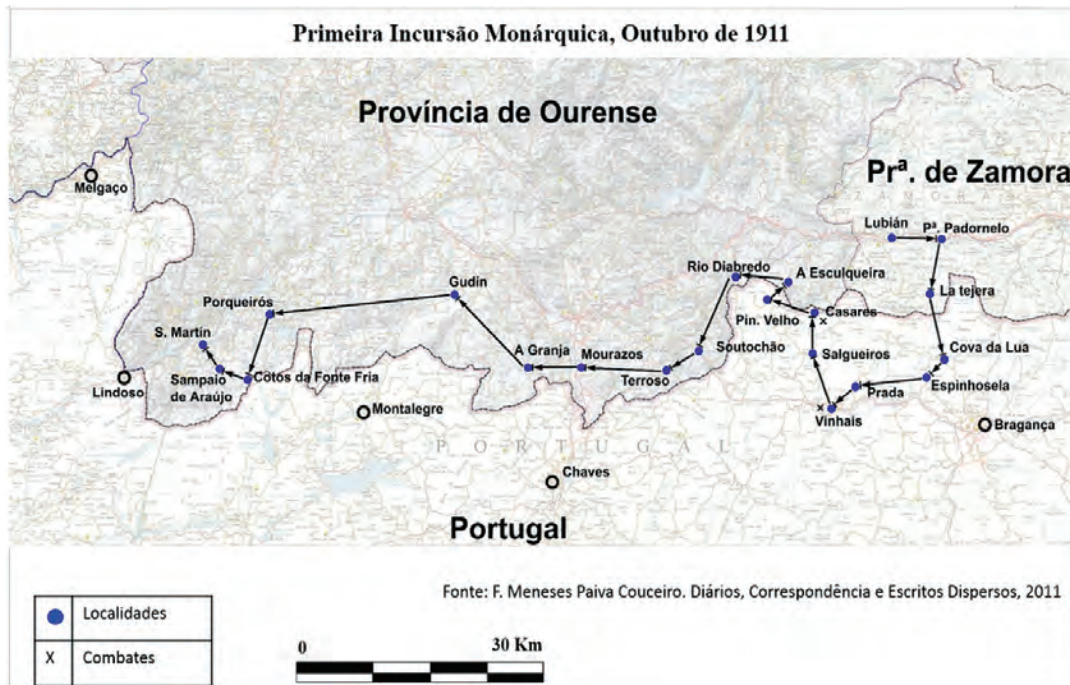 Primeira Incursão Monárquica, Outubro de 1911
Província de Ourense
Prª. de Zamora
ZAMORA
Melgaço
Lubián
Pª. Padornelo
Rio Diabredo
A Esculqueira
Gudin
La tejera
Porqueirós
Pin. Velho
Casares
x
S. Martín
A Granja
Mourazos
Soutochão
Salgueiros
Cova da Lua
Lindoso
Sampaio
de Araújo
Cotos da Fonte Fria
Terroso
Prada
Espinhosela
Montalegre
x
Vinhais
Bragança
PORTUGAL
Chaves
Portugal
Fonte: F. Meneses Paiva Couceiro. Diários, Correspondência e Escritos Dispersos, 2011
Localidades
X Combates
0 30 Km